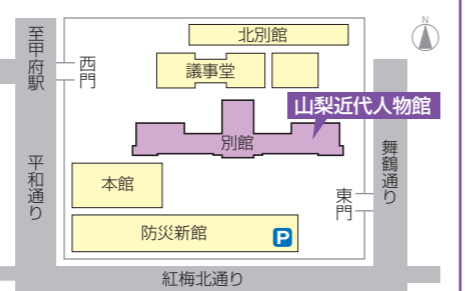 至甲府駅
平和通り
西門
北別館
議事堂
N
山梨近代人物館
別館
本館
舞鶴通り
東門
防災新館
P
紅梅北通り